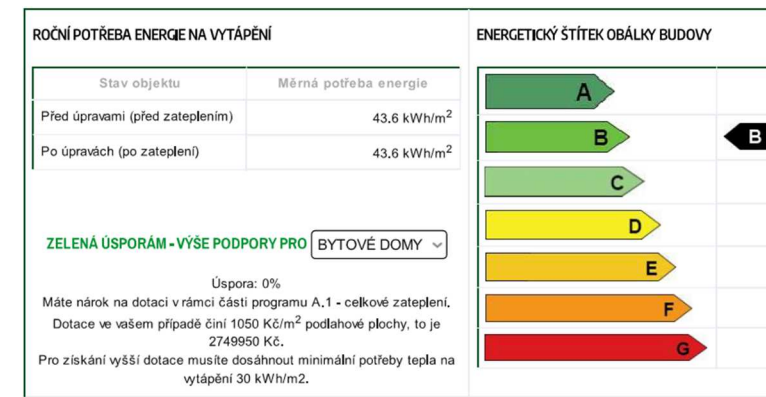 ROČNÍ POTŘEBA ENERGIE NA VYTÁPĚNÍ
Stav objektu Měrná potřeba energie
Před úpravami (před zateplením) 43.6 kWh/m²
Po úpravách (po zateplení) 43.6 kWh/m²
ZELENÁ ÚSPORÁM - VÝŠE PODPORY PRO BYTOVÉ DOMY
Úspora: 0%
Máte nárok na dotaci v rámci části programu A.1 - celkové zateplení.
Dotace ve vašem případě činí 1050 Kč/m² podlahové plochy, to je
2749950 Kč.
Pro získání vyšší dotace musíte dosáhnout minimální potřeby tepla na
vytápění 30 kWh/m2.
ENERGETICKÝ ŠTÍTEK OBÁLKY BUDOVY
A
B B
C
D
E
F
G